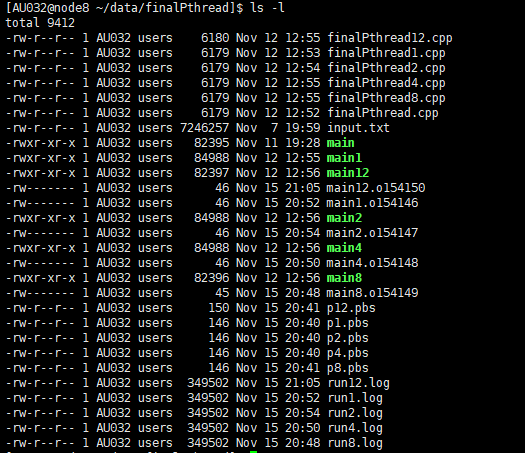 [AU032@node8 ~/data/finalPthread]$ ls -l
total 9412
-rw-r--r-- 1 AU032 users    6180 Nov 12 12:55 finalPthread12.cpp
-rw-r--r-- 1 AU032 users    6179 Nov 12 12:53 finalPthread1.cpp
-rw-r--r-- 1 AU032 users    6179 Nov 12 12:54 finalPthread2.cpp
-rw-r--r-- 1 AU032 users    6179 Nov 12 12:55 finalPthread4.cpp
-rw-r--r-- 1 AU032 users    6179 Nov 12 12:55 finalPthread8.cpp
-rw-r--r-- 1 AU032 users    6179 Nov 12 12:52 finalPthread.cpp
-rw-r--r-- 1 AU032 users 7246257 Nov  7 19:59 input.txt
-rwxr-xr-x 1 AU032 users   82395 Nov 11 19:28 main
-rwxr-xr-x 1 AU032 users   84988 Nov 12 12:55 main1
-rwxr-xr-x 1 AU032 users   82397 Nov 12 12:56 main12
-rw------- 1 AU032 users      46 Nov 15 21:05 main12.o154150
-rw------- 1 AU032 users      46 Nov 15 20:52 main1.o154146
-rwxr-xr-x 1 AU032 users   84988 Nov 12 12:56 main2
-rw------- 1 AU032 users      46 Nov 15 20:54 main2.o154147
-rwxr-xr-x 1 AU032 users   84988 Nov 12 12:56 main4
-rw------- 1 AU032 users      46 Nov 15 20:50 main4.o154148
-rwxr-xr-x 1 AU032 users   82396 Nov 12 12:56 main8
-rw------- 1 AU032 users      45 Nov 15 20:48 main8.o154149
-rw-r--r-- 1 AU032 users     150 Nov 15 20:41 p12.pbs
-rw-r--r-- 1 AU032 users     146 Nov 15 20:40 p1.pbs
-rw-r--r-- 1 AU032 users     146 Nov 15 20:40 p2.pbs
-rw-r--r-- 1 AU032 users     146 Nov 15 20:40 p4.pbs
-rw-r--r-- 1 AU032 users     146 Nov 15 20:41 p8.pbs
-rw-r--r-- 1 AU032 users  349502 Nov 15 21:05 run12.log
-rw-r--r-- 1 AU032 users  349502 Nov 15 20:52 run1.log
-rw-r--r-- 1 AU032 users  349502 Nov 15 20:54 run2.log
-rw-r--r-- 1 AU032 users  349502 Nov 15 20:50 run4.log
-rw-r--r-- 1 AU032 users  349502 Nov 15 20:48 run8.log